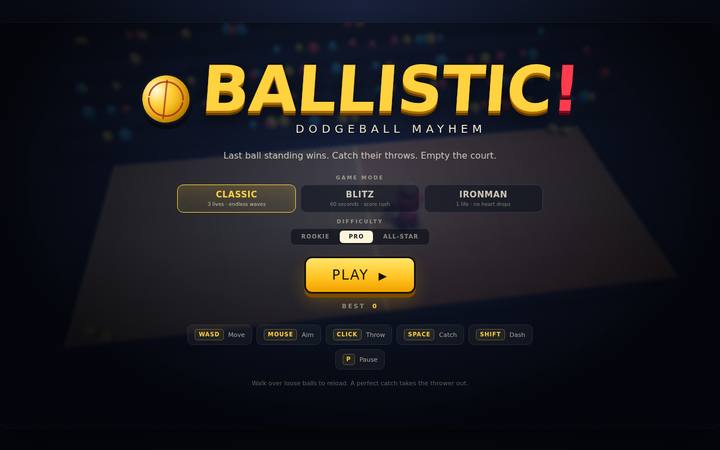 BALLISTIC!
DODGEBALL MAYHEM
Last ball standing wins. Catch their throws. Empty the court.
GAME MODE
CLASSIC BLITZ IRONMAN
3 lives · endless waves 60 seconds · score rush 1 life · no heart drops
DIFFICULTY
ROOKIE PRO ALL-STAR
PLAY ▶
BEST 0
WASD Move MOUSE Aim CLICK Throw SPACE Catch SHIFT Dash
P Pause
Walk over loose balls to reload. A perfect catch takes the thrower out.